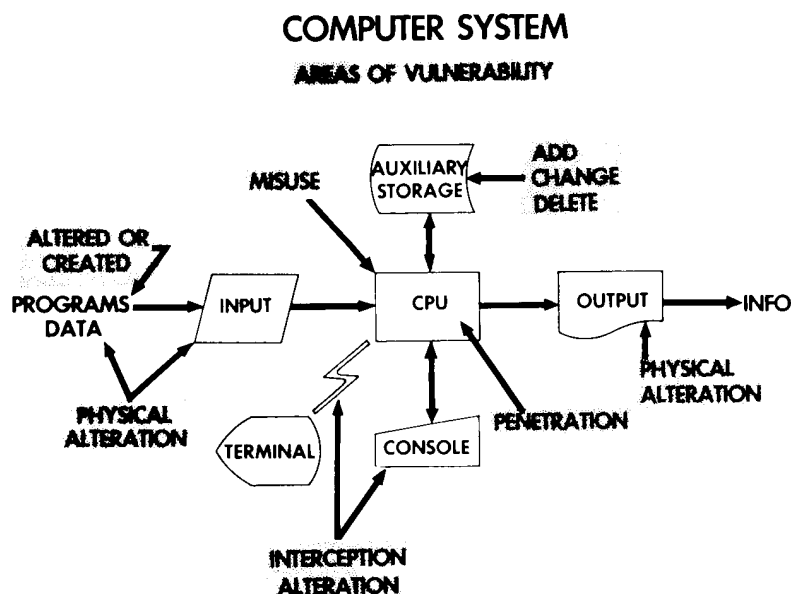 COMPUTER SYSTEM
AREAS OF VULNERABILITY
MISUSE
AUXILIARY
STORAGE
ADD
CHANGE
DELETE
ALTERED OR
CREATED
PROGRAMS
DATA
INPUT
CPU
OUTPUT
INFO
PHYSICAL
ALTERATION
PHYSICAL
ALTERATION
TERMINAL
CONSOLE
PENETRATION
INTERCEPTION
ALTERATION